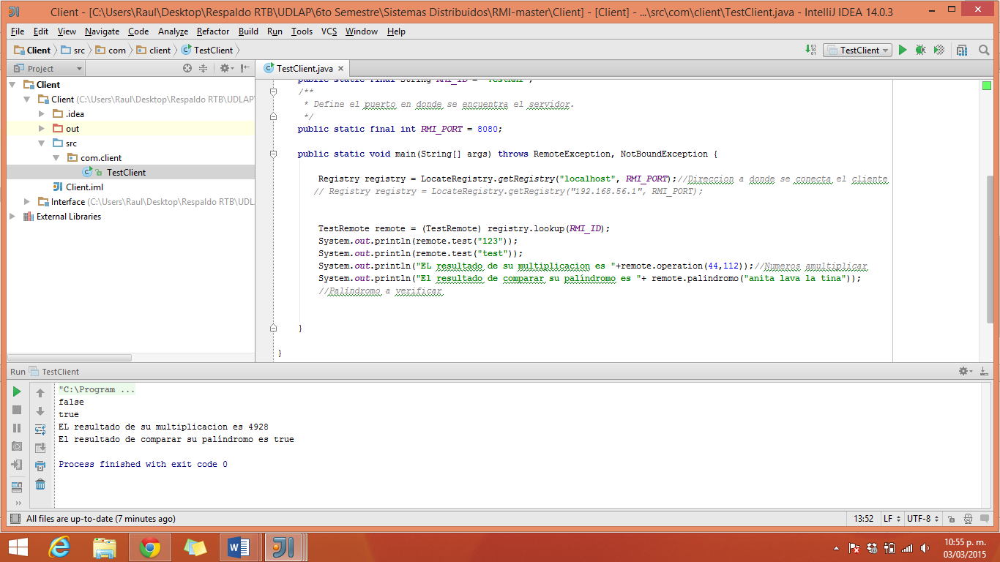 Client - [C:\Users\Raul\Desktop\Respaldo RTB\UDLAP\6to Semestre\Sistemas Distribuidos\RMI-master\Client] - [Client] - ...\src\com\client\TestClient.java - IntelliJ IDEA 14.0.3
File Edit View Navigate Code Analyze Refactor Build Run Tools VCS Window Help
Client src com client TestClient
TestClient
Project
TestClient.java
Client
Client (C:\Users\Raul\Desktop\Respaldo RTB\UDLAP\
.idea
out
src
com.client
TestClient
Client.iml
Interface (C:\Users\Raul\Desktop\Respaldo RTB\UDL
External Libraries
public static final String RMI_ID = "TestRMI";
/**
* Define el puerto en donde se encuentra el servidor.
*/
public static final int RMI_PORT = 8080;
public static void main(String[] args) throws RemoteException, NotBoundException {
Registry registry = LocateRegistry.getRegistry("localhost", RMI_PORT);//Direccion a donde se conecta el cliente
// Registry registry = LocateRegistry.getRegistry("192.168.56.1", RMI_PORT);
TestRemote remote = (TestRemote) registry.lookup(RMI_ID);
System.out.println(remote.test("123"));
System.out.println(remote.test("test"));
System.out.println("EL resultado de su multiplicacion es "+remote.operation(44,112));//Numeros amultiplicar
System.out.println("El resultado de comparar su palíndromo es "+ remote.palindromo("anita lava la tina"));
//Palíndromo a verificar
}
}
Run TestClient
"C:\Program ...
false
true
EL resultado de su multiplicacion es 4928
El resultado de comparar su palíndromo es true
Process finished with exit code 0
All files are up-to-date (7 minutes ago)
13:52 LF UTF-8
10:55 p. m.
03/03/2015